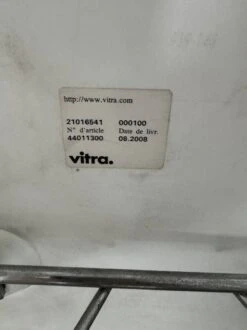 http://www.vitra.com
21016541 000100
N° d'article Date de livr.
44011300 08.2008
vitra.